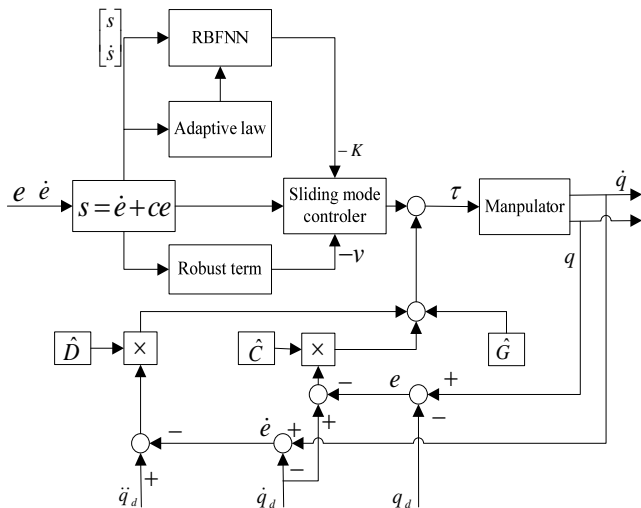 [s
ṡ]
RBFNN
Adaptive law
−K
e ė
s = ė + ce
Sliding mode
controler
τ
Manpulator
q̇
q
Robust term
−v
D̂
×
Ĉ
×
Ĝ
−
e
+
+
−
−
ė
+
−
+
q̈d
q̇d
qd